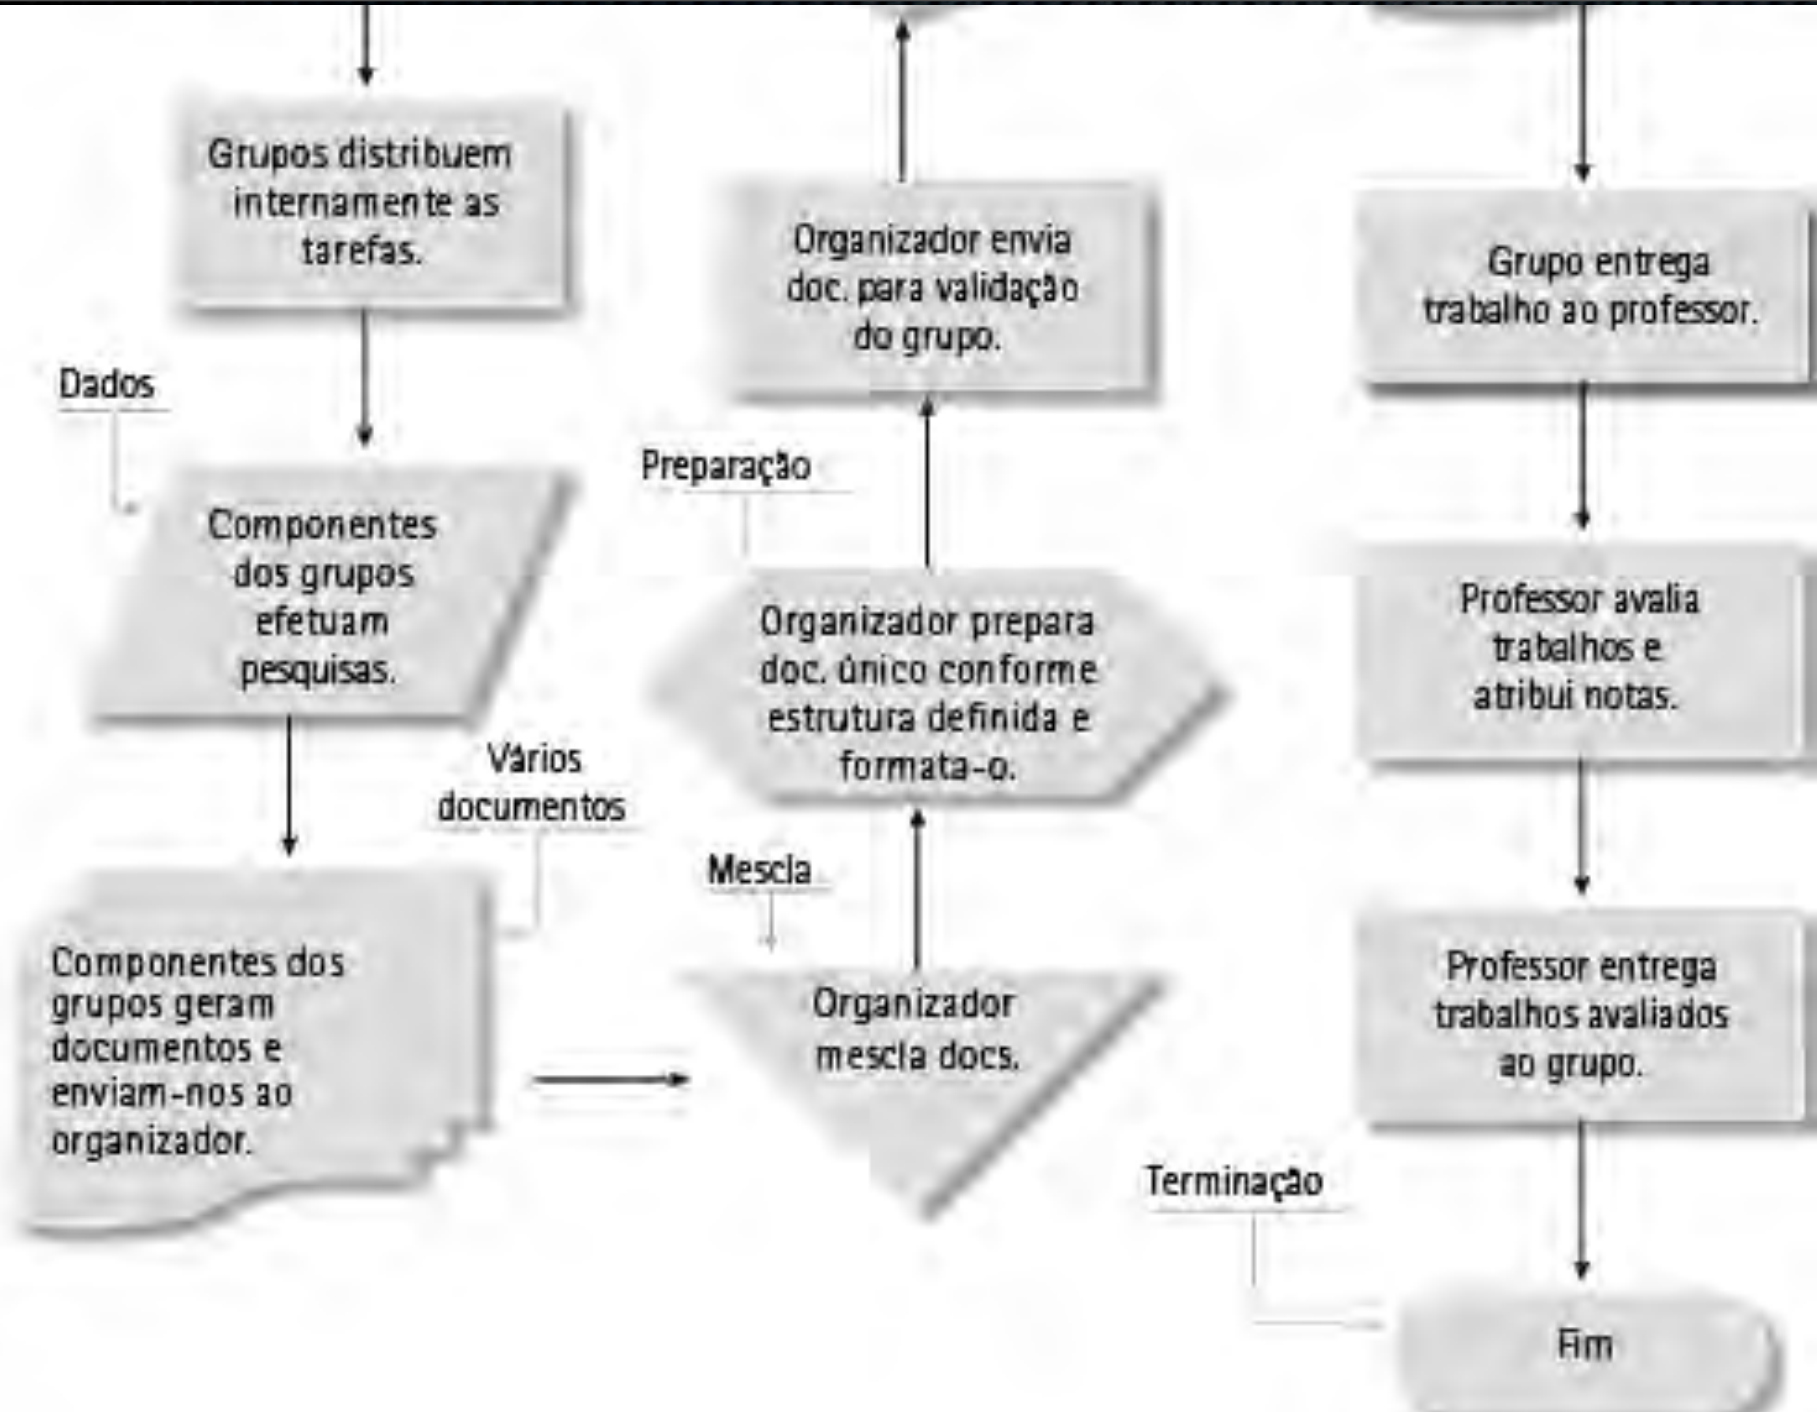 Grupos distribuem
internamente as
tarefas.
Dados
Componentes
dos grupos
efetuam
pesquisas.
Vários
documentos
Componentes dos
grupos geram
documentos e
enviam-nos ao
organizador.
Organizador envia
doc. para validação
do grupo.
Preparação
Organizador prepara
doc. único conforme
estrutura definida e
formata-o.
Mescla
Organizador
mescla docs.
Grupo entrega
trabalho ao professor.
Professor avalia
trabalhos e
atribui notas.
Professor entrega
trabalhos avaliados
ao grupo.
Terminação
Fim